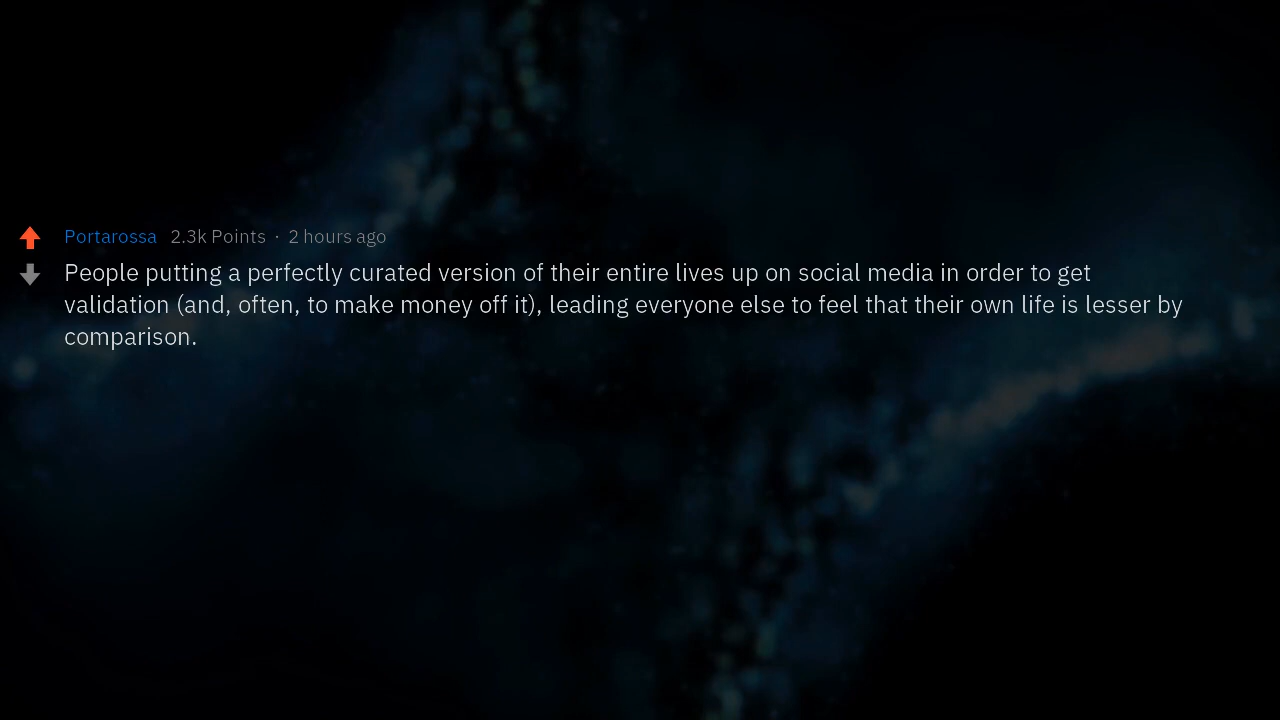 Portarossa 2.3k Points · 2 hours ago
People putting a perfectly curated version of their entire lives up on social media in order to get
validation (and, often, to make money off it), leading everyone else to feel that their own life is lesser by
comparison.